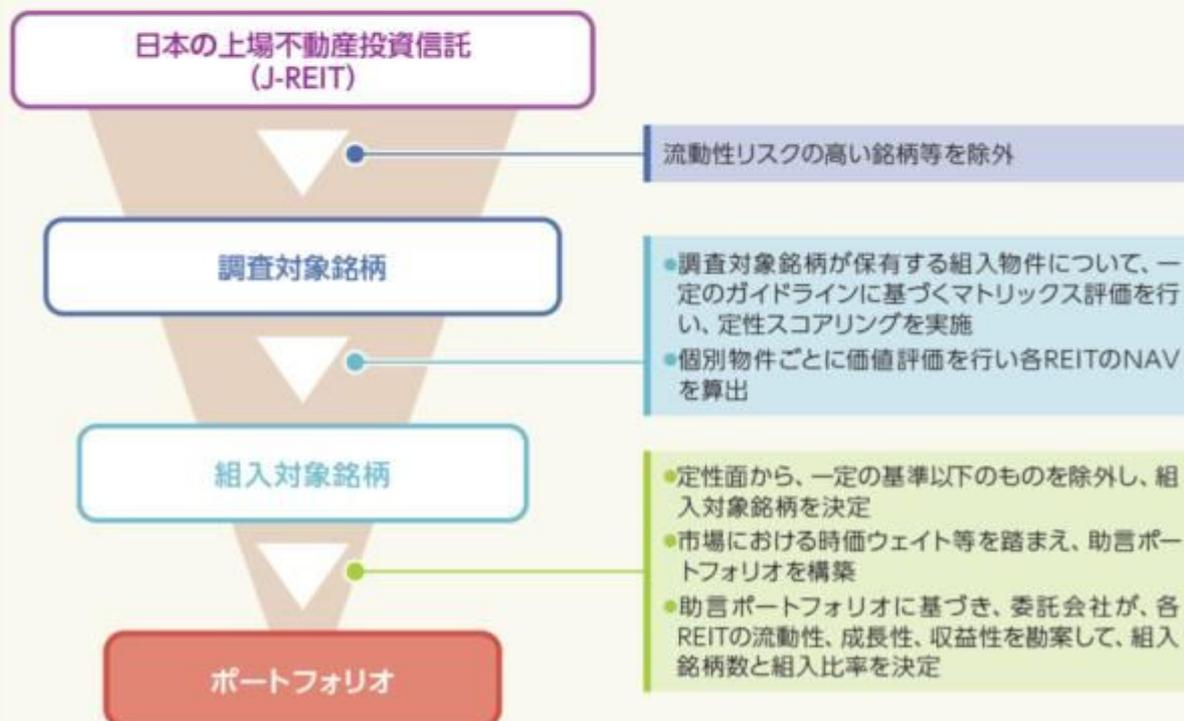 日本の上場不動産投資信託
(J-REIT)
流動性リスクの高い銘柄等を除外
調査対象銘柄
●調査対象銘柄が保有する組入物件について、一
定のガイドラインに基づくマトリックス評価を行
い、定性スコアリングを実施
●個別物件ごとに価値評価を行い各REITのNAV
を算出
組入対象銘柄
●定性面から、一定の基準以下のものを除外し、組
入対象銘柄を決定
●市場における時価ウェイト等を踏まえ、助言ポー
トフォリオを構築
●助言ポートフォリオに基づき、委託会社が、各
REITの流動性、成長性、収益性を勘案して、組入
銘柄数と組入比率を決定
ポートフォリオ